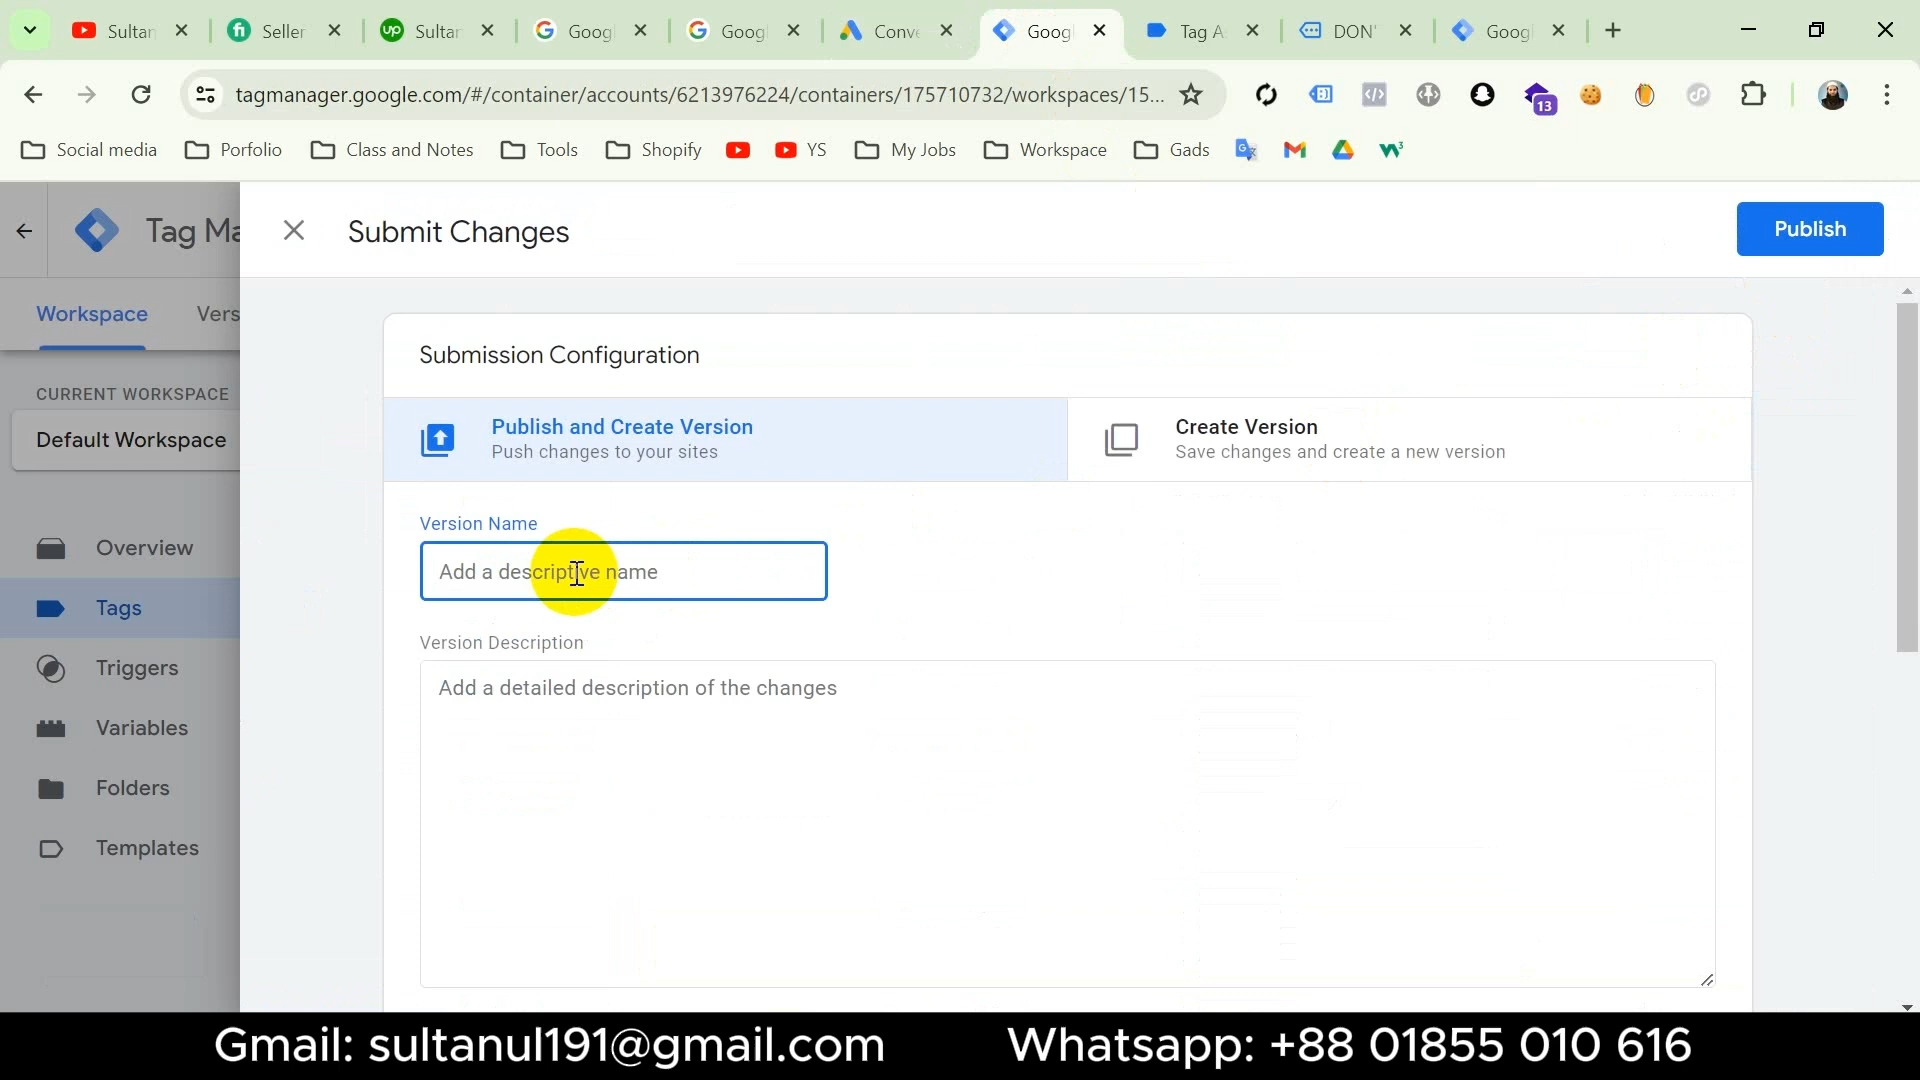 Sultan
Seller
Sultar
Goog
Goog
Conve
Goog
Tag A
DON'
Goog
tagmanager.google.com/#/container/accounts/6213976224/containers/175710732/workspaces/15...
13
Social media
Porfolio
Class and Notes
Tools
Shopify
YS
My Jobs
Workspace
Gads
Tag Ma
Submit Changes
Publish
Workspace
Vers
Submission Configuration
CURRENT WORKSPACE
Default Workspace
Publish and Create Version
Push changes to your sites
Create Version
Save changes and create a new version
Version Name
Add a descriptive name
Overview
Tags
Triggers
Variables
Folders
Templates
Version Description
Add a detailed description of the changes
Gmail: sultanul191@gmail.com
Whatsapp: +88 01855 010 616